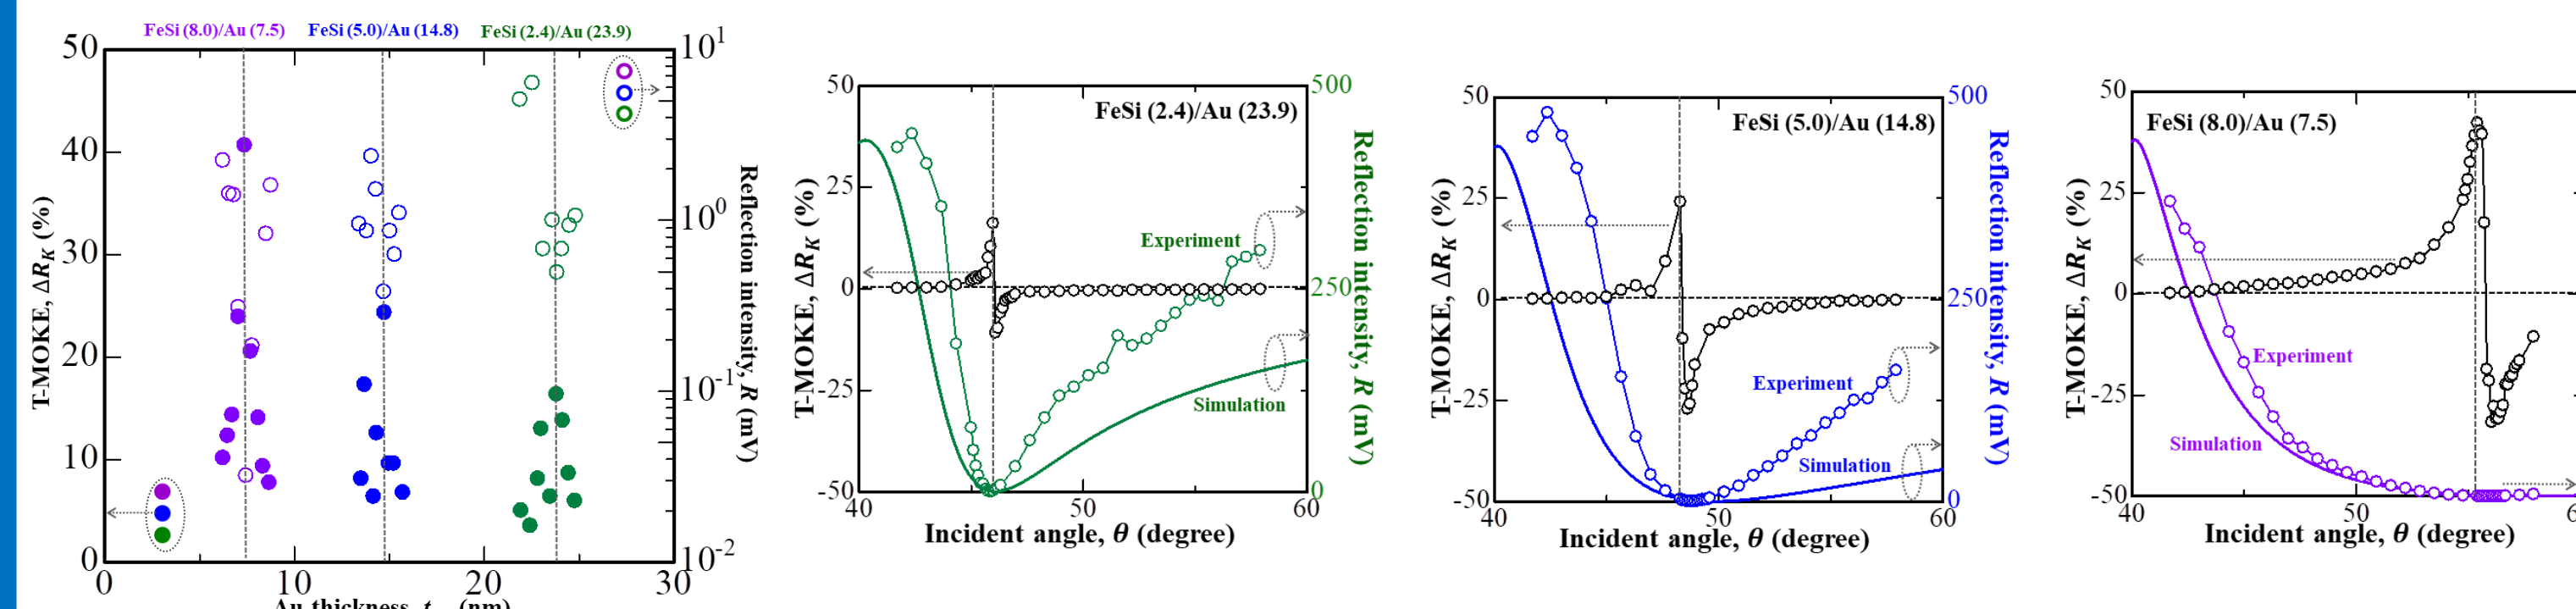 FeSi (8.0)/Au (7.5)
FeSi (5.0)/Au (14.8)
FeSi (2.4)/Au (23.9)
50
40
30
20
10
0
T-MOKE, ΔR_K (%)
10^1
10^0
10^-1
10^-2
Reflection intensity, R (mV)
0
10
20
30
Au thickness, t (nm)
50
25
0
-25
-50
T-MOKE, ΔR_K (%)
FeSi (2.4)/Au (23.9)
Experiment
Simulation
500
250
0
Reflection intensity, R (mV)
40
50
60
Incident angle, θ (degree)
50
25
0
-25
-50
T-MOKE, ΔR_K (%)
FeSi (5.0)/Au (14.8)
Experiment
Simulation
500
250
0
Reflection intensity, R (mV)
40
50
60
Incident angle, θ (degree)
50
25
0
-25
-50
T-MOKE, ΔR_K (%)
FeSi (8.0)/Au (7.5)
Experiment
Simulation
40
50
Incident angle, θ (degree)